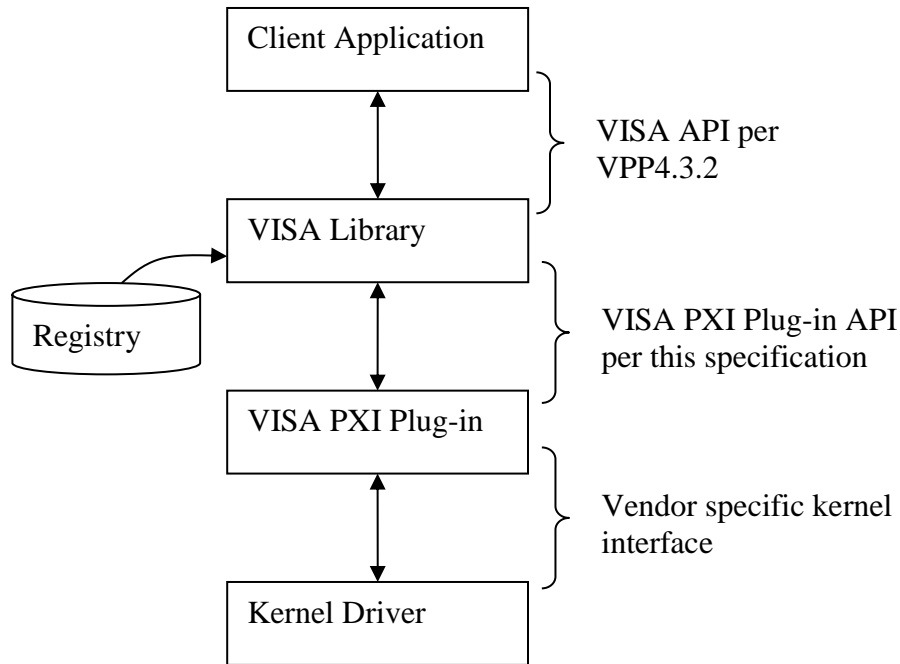 Client Application
VISA API per
VPP4.3.2
VISA Library
Registry
VISA PXI Plug-in API
per this specification
VISA PXI Plug-in
Vendor specific kernel
interface
Kernel Driver